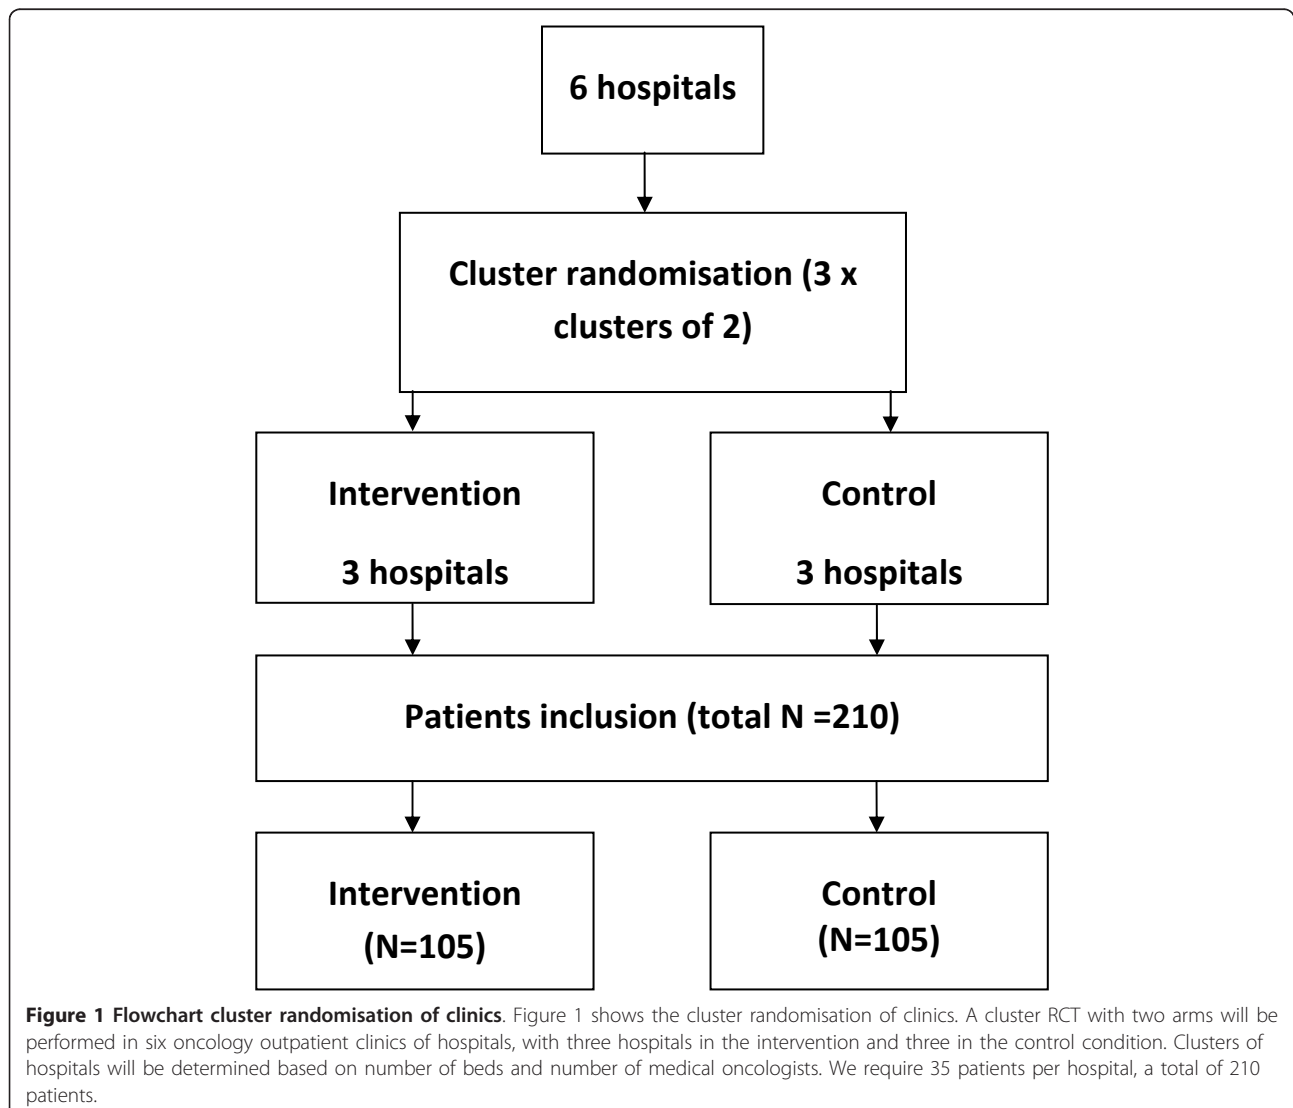 6 hospitals
Cluster randomisation (3 x
clusters of 2)
Intervention
3 hospitals
Control
3 hospitals
Patients inclusion (total N =210)
Intervention
(N=105)
Control
(N=105)
Figure 1 Flowchart cluster randomisation of clinics. Figure 1 shows the cluster randomisation of clinics. A cluster RCT with two arms will be
performed in six oncology outpatient clinics of hospitals, with three hospitals in the intervention and three in the control condition. Clusters of
hospitals will be determined based on number of beds and number of medical oncologists. We require 35 patients per hospital, a total of 210
patients.